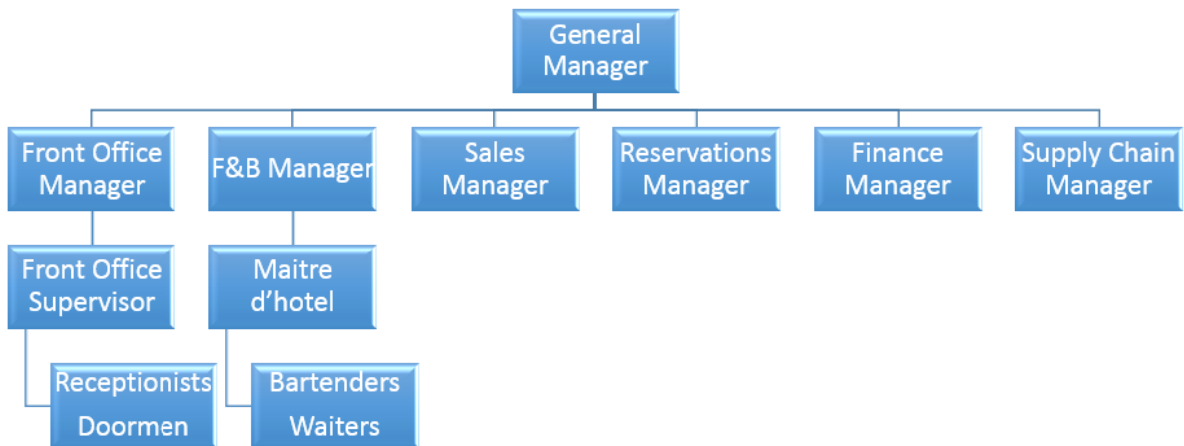 General
Manager
Front Office
Manager
F&B Manager
Sales
Manager
Reservations
Manager
Finance
Manager
Supply Chain
Manager
Front Office
Supervisor
Maitre
d’hotel
Receptionists
Doormen
Bartenders
Waiters